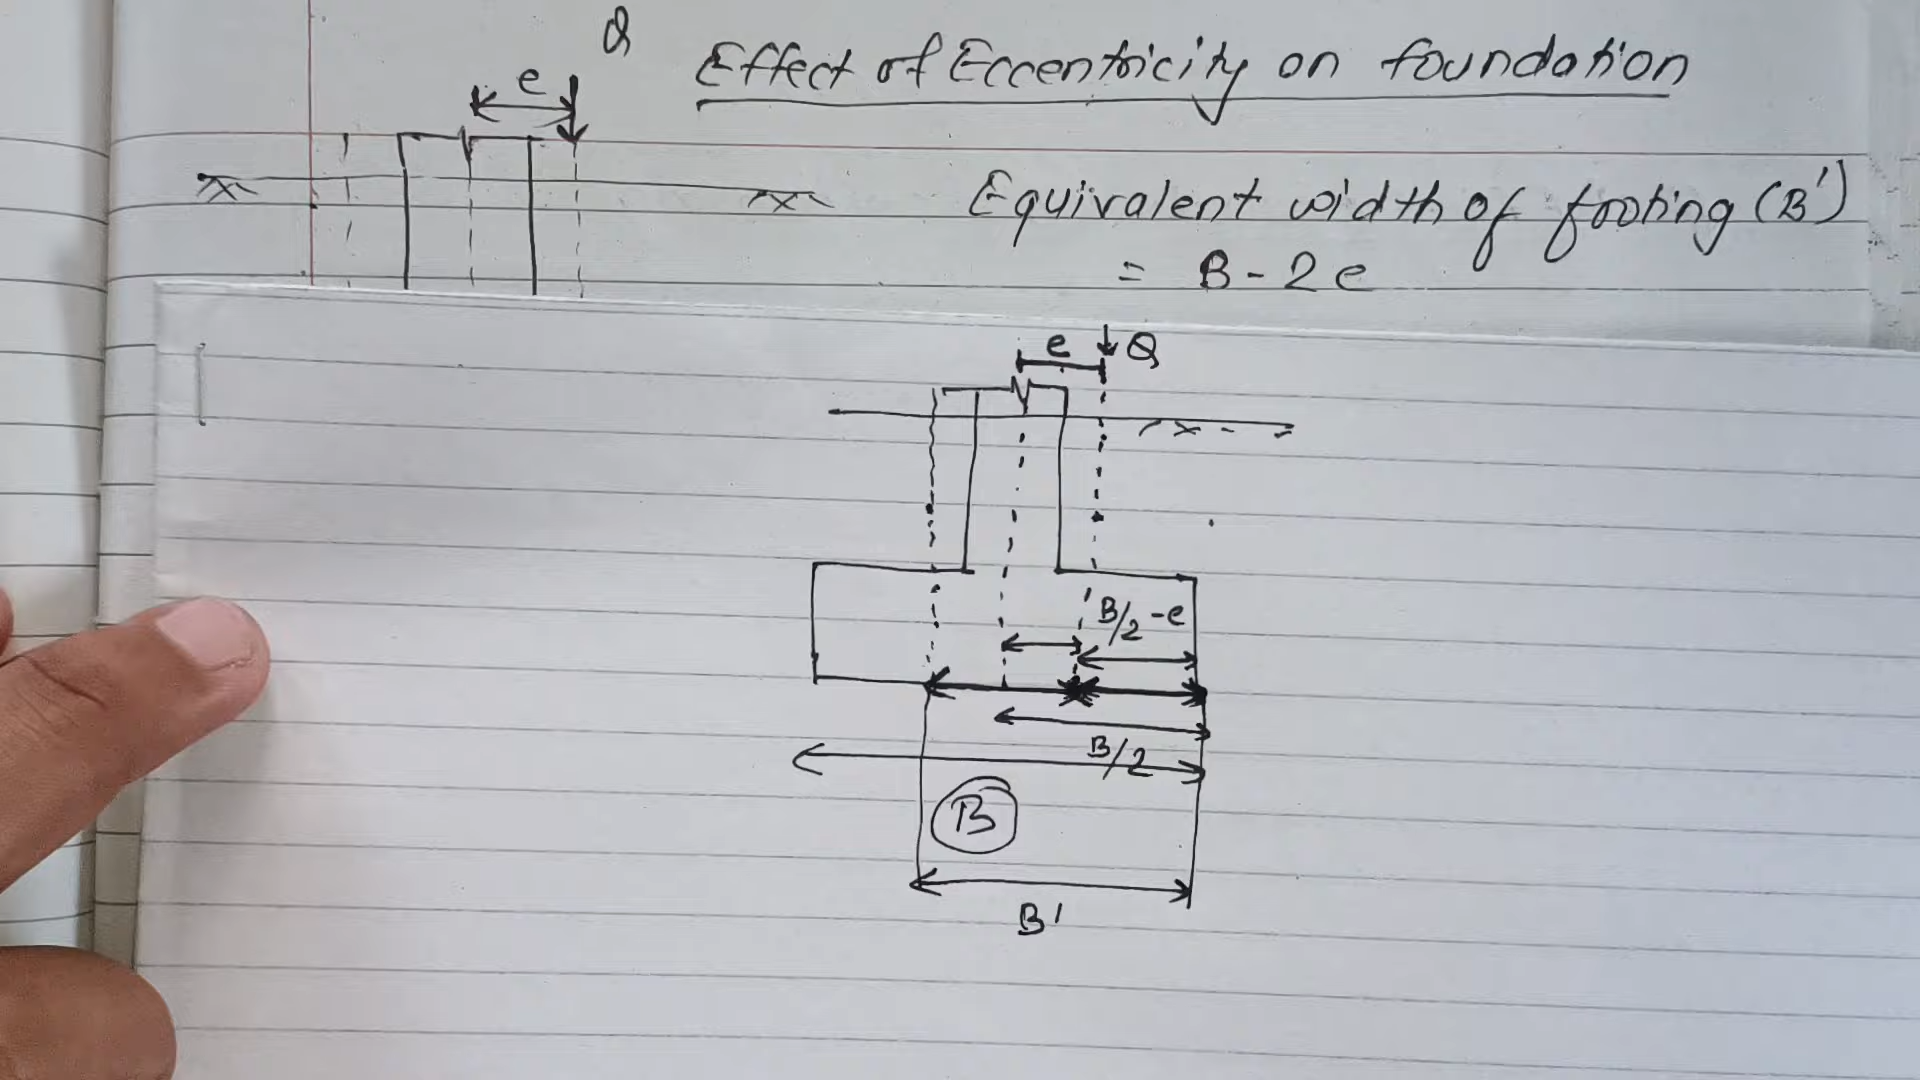 Q
e
Effect of Eccentricity on foundation
Equivalent width of footing (B')
= B - 2e
e
Q
B/2 - e
B/2
B
B'